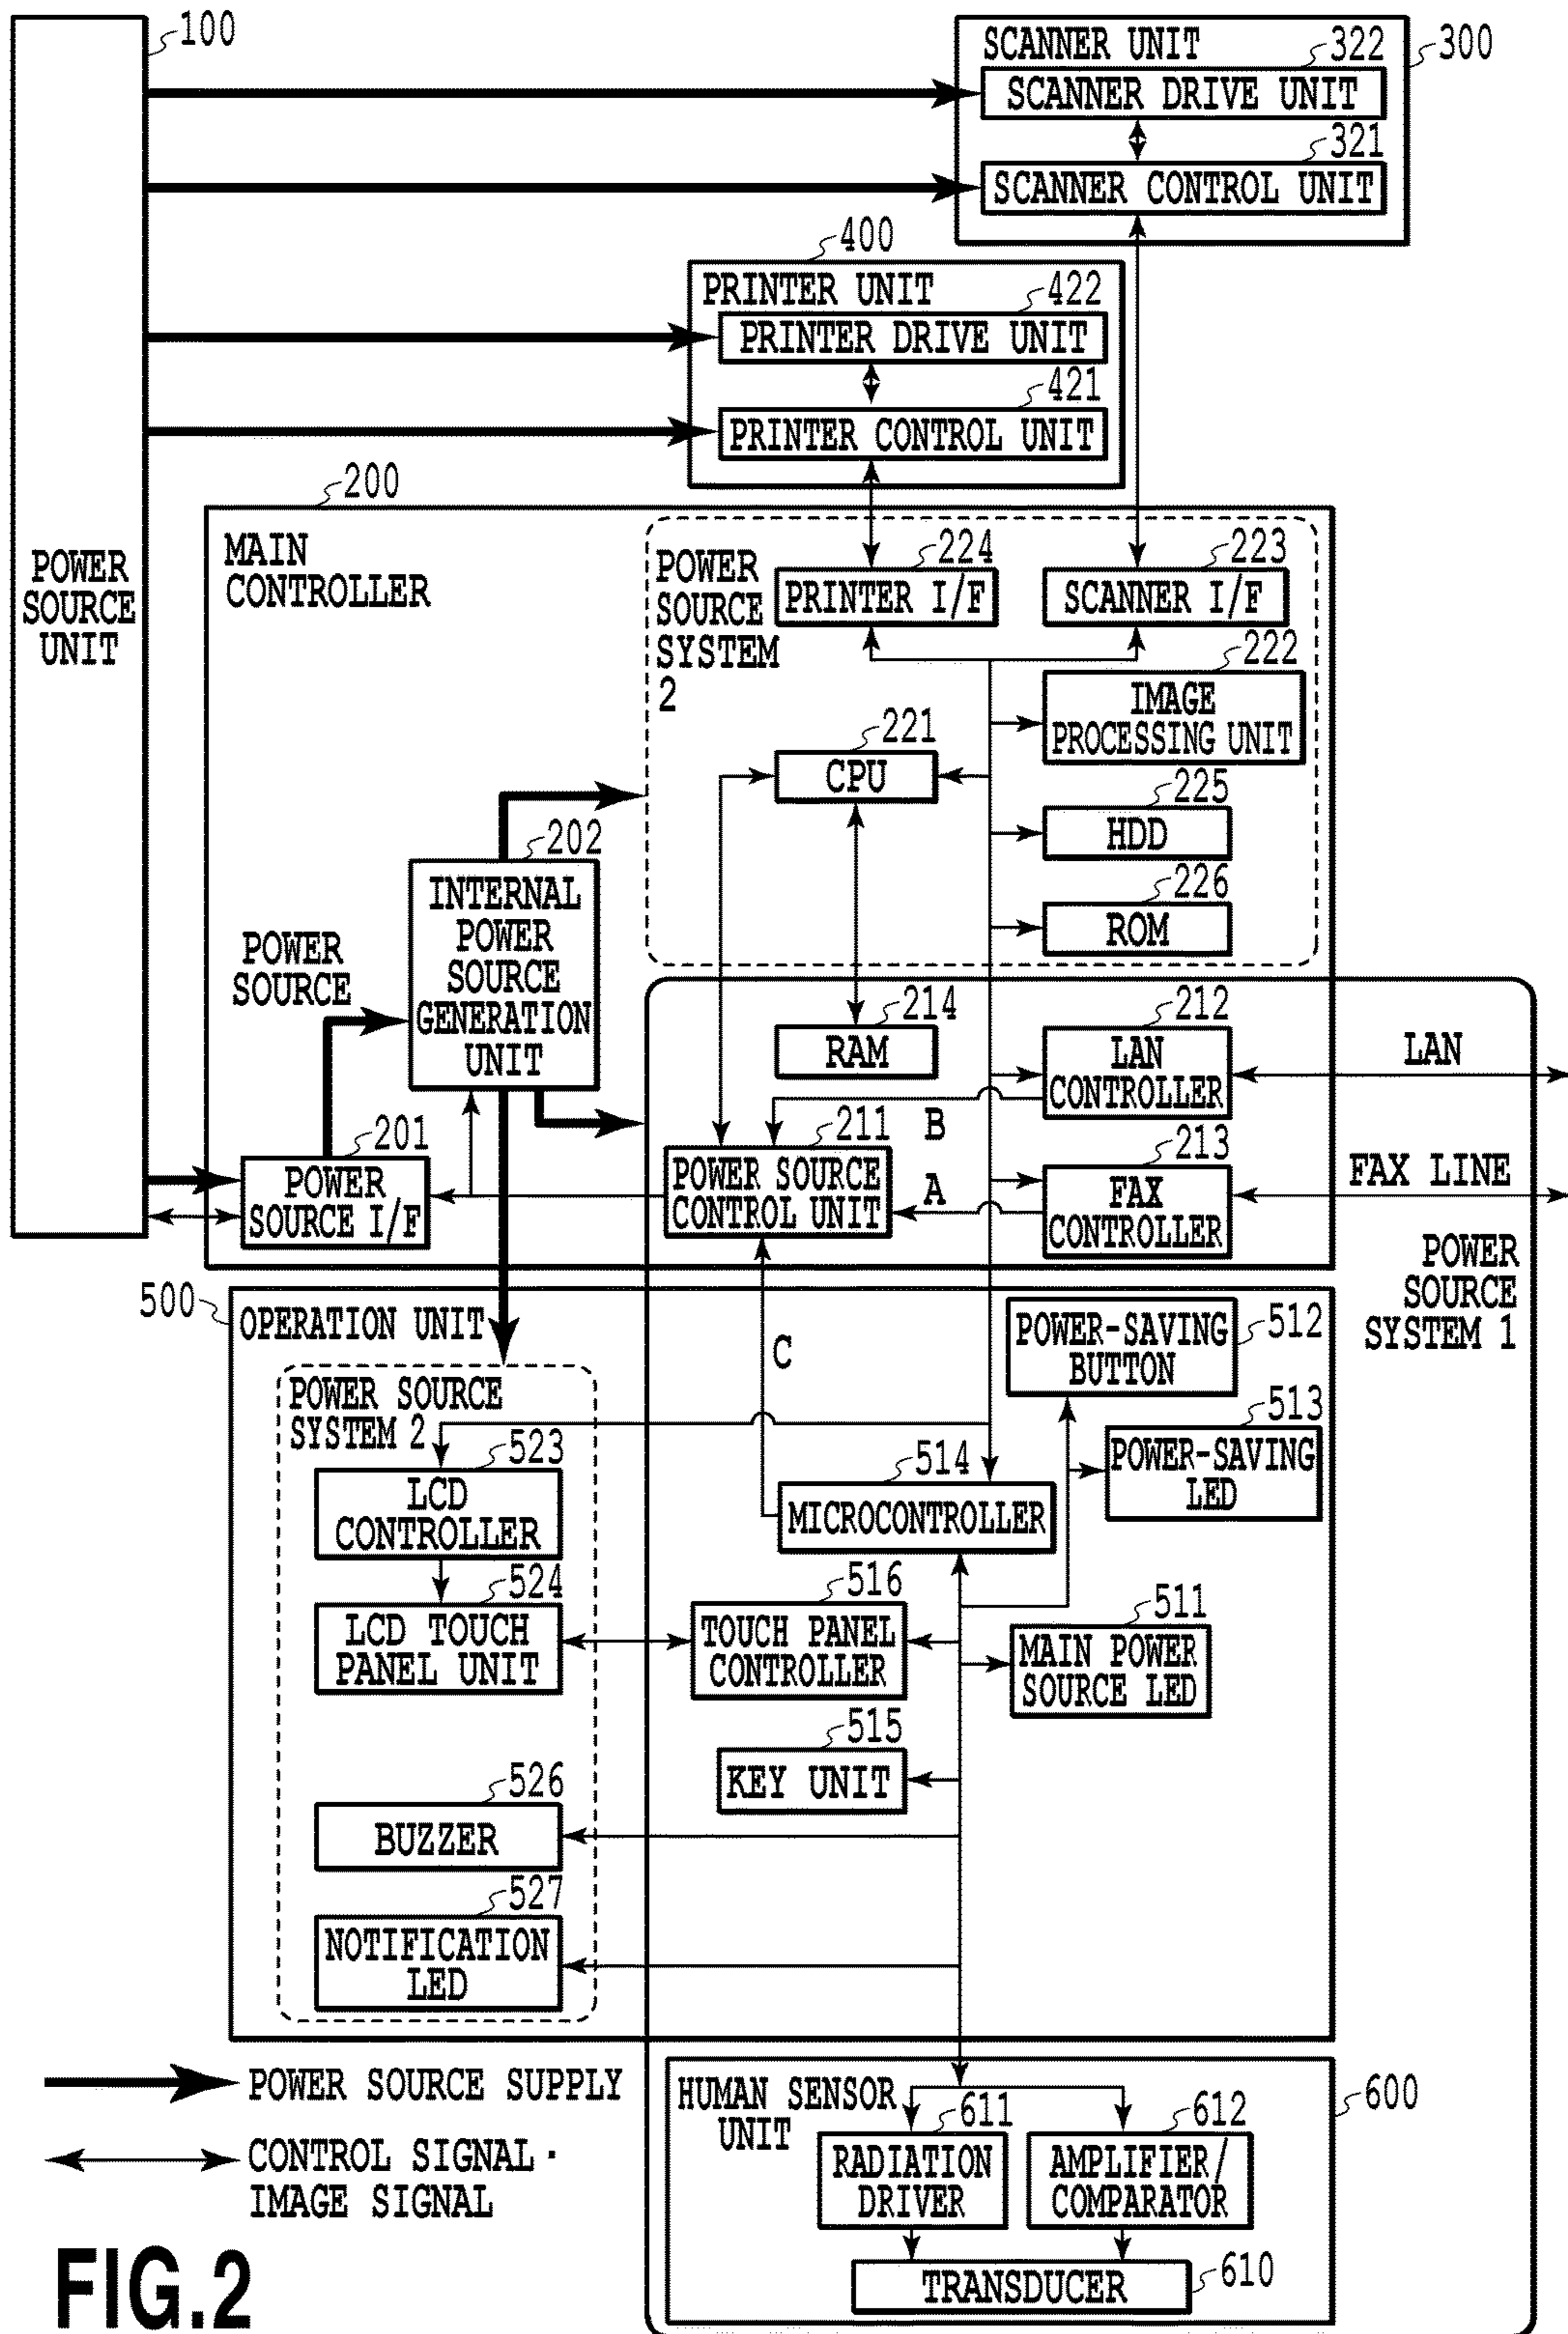 100
POWER
SOURCE
UNIT
SCANNER UNIT
322
300
SCANNER DRIVE UNIT
321
SCANNER CONTROL UNIT
400
PRINTER UNIT
422
PRINTER DRIVE UNIT
421
PRINTER CONTROL UNIT
200
MAIN
CONTROLLER
POWER
SOURCE
SYSTEM
2
224
PRINTER I/F
223
SCANNER I/F
222
IMAGE
PROCESSING UNIT
221
CPU
225
HDD
226
ROM
202
INTERNAL
POWER
SOURCE
GENERATION
UNIT
POWER
SOURCE
214
RAM
212
LAN
CONTROLLER
LAN
B
211
POWER SOURCE
CONTROL UNIT
A
213
FAX
CONTROLLER
FAX LINE
201
POWER
SOURCE I/F
POWER
SOURCE
SYSTEM 1
500
OPERATION UNIT
C
POWER-SAVING
BUTTON
512
513
POWER-SAVING
LED
POWER SOURCE
SYSTEM 2
523
LCD
CONTROLLER
514
MICROCONTROLLER
524
LCD TOUCH
PANEL UNIT
516
TOUCH PANEL
CONTROLLER
511
MAIN POWER
SOURCE LED
515
KEY UNIT
526
BUZZER
527
NOTIFICATION
LED
POWER SOURCE SUPPLY
CONTROL SIGNAL ·
IMAGE SIGNAL
HUMAN SENSOR
UNIT
600
611
RADIATION
DRIVER
612
AMPLIFIER/
COMPARATOR
TRANSDUCER
610
FIG.2